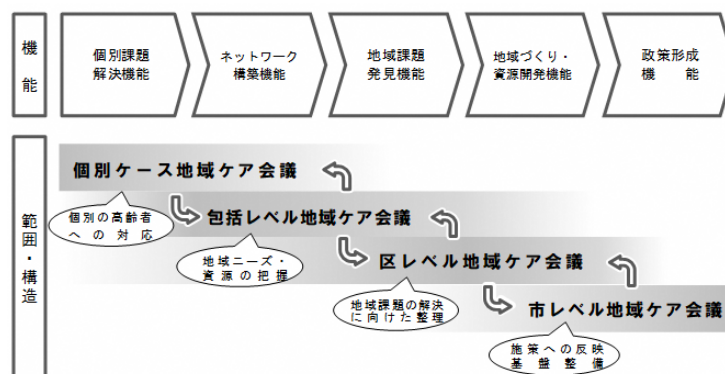 機能
個別課題
解決機能
ネットワーク
構築機能
地域課題
発見機能
地域づくり・
資源開発機能
政策形成
機能
範囲・構造
個別ケース地域ケア会議
個別の高齢者
への対応
包括レベル地域ケア会議
地域ニーズ・
資源の把握
区レベル地域ケア会議
地域課題の解決
に向けた整理
市レベル地域ケア会議
施策への反映
基盤整備